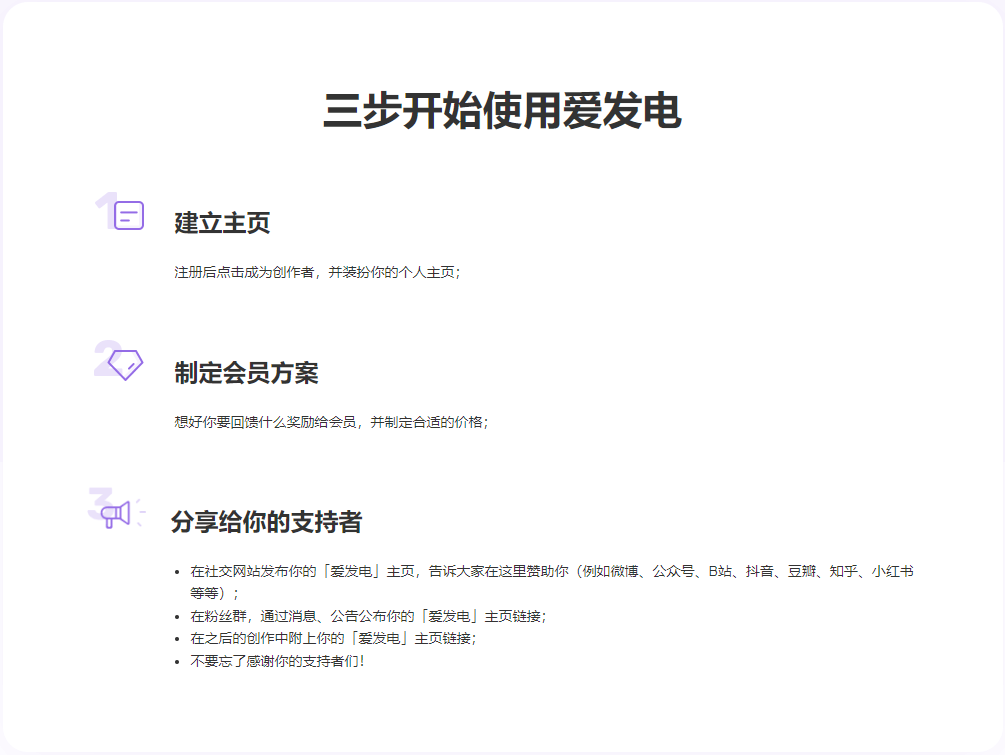 三步开始使用爱发电
1
建立主页
注册后点击成为创作者，并装扮你的个人主页；
2
制定会员方案
想好你要回馈什么奖励给会员，并制定合适的价格；
3
分享给你的支持者
• 在社交网站发布你的「爱发电」主页，告诉大家在这里赞助你（例如微博、公众号、B站、抖音、豆瓣、知乎、小红书
等等）；
• 在粉丝群，通过消息、公告公布你的「爱发电」主页链接；
• 在之后的创作中附上你的「爱发电」主页链接；
• 不要忘了感谢你的支持者们！